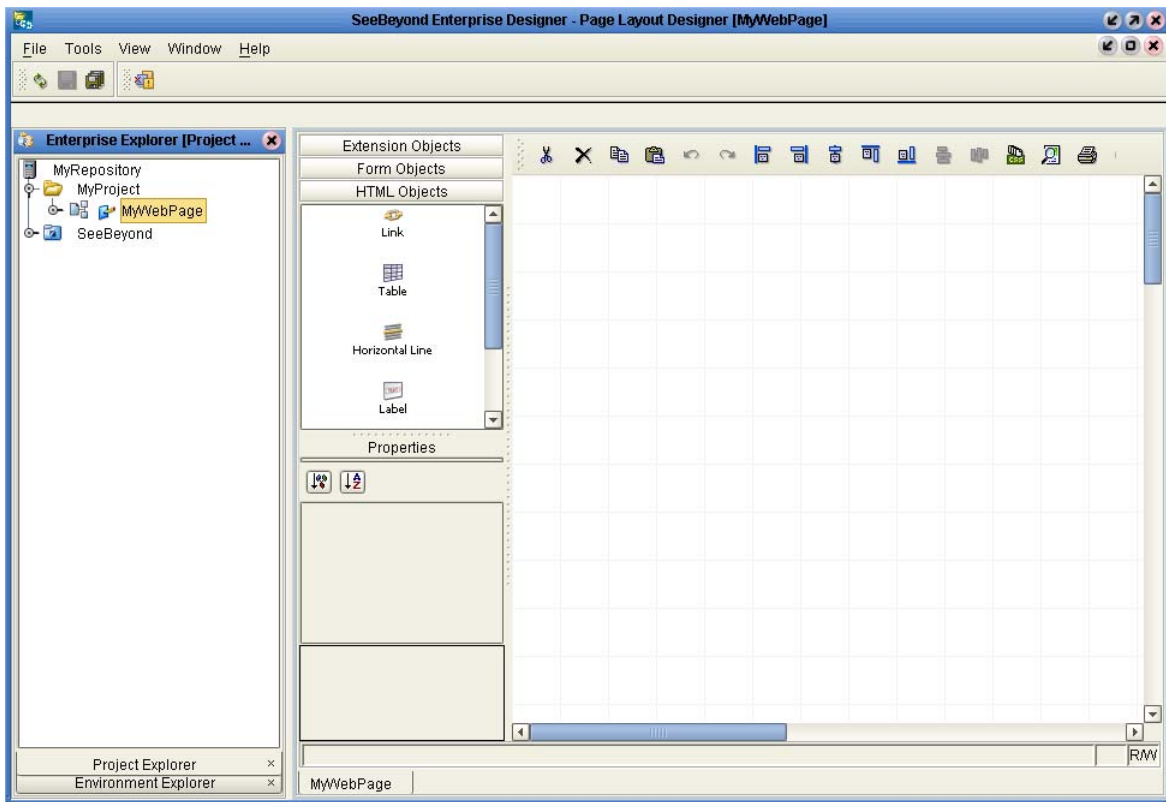 SeeBeyond Enterprise Designer - Page Layout Designer [MyWebPage]
File Tools View Window Help
Enterprise Explorer [Project ...
MyRepository
MyProject
MyWebPage
SeeBeyond
Project Explorer
Environment Explorer
Extension Objects
Form Objects
HTML Objects
Link
Table
Horizontal Line
Label
Properties
R/W
MyWebPage